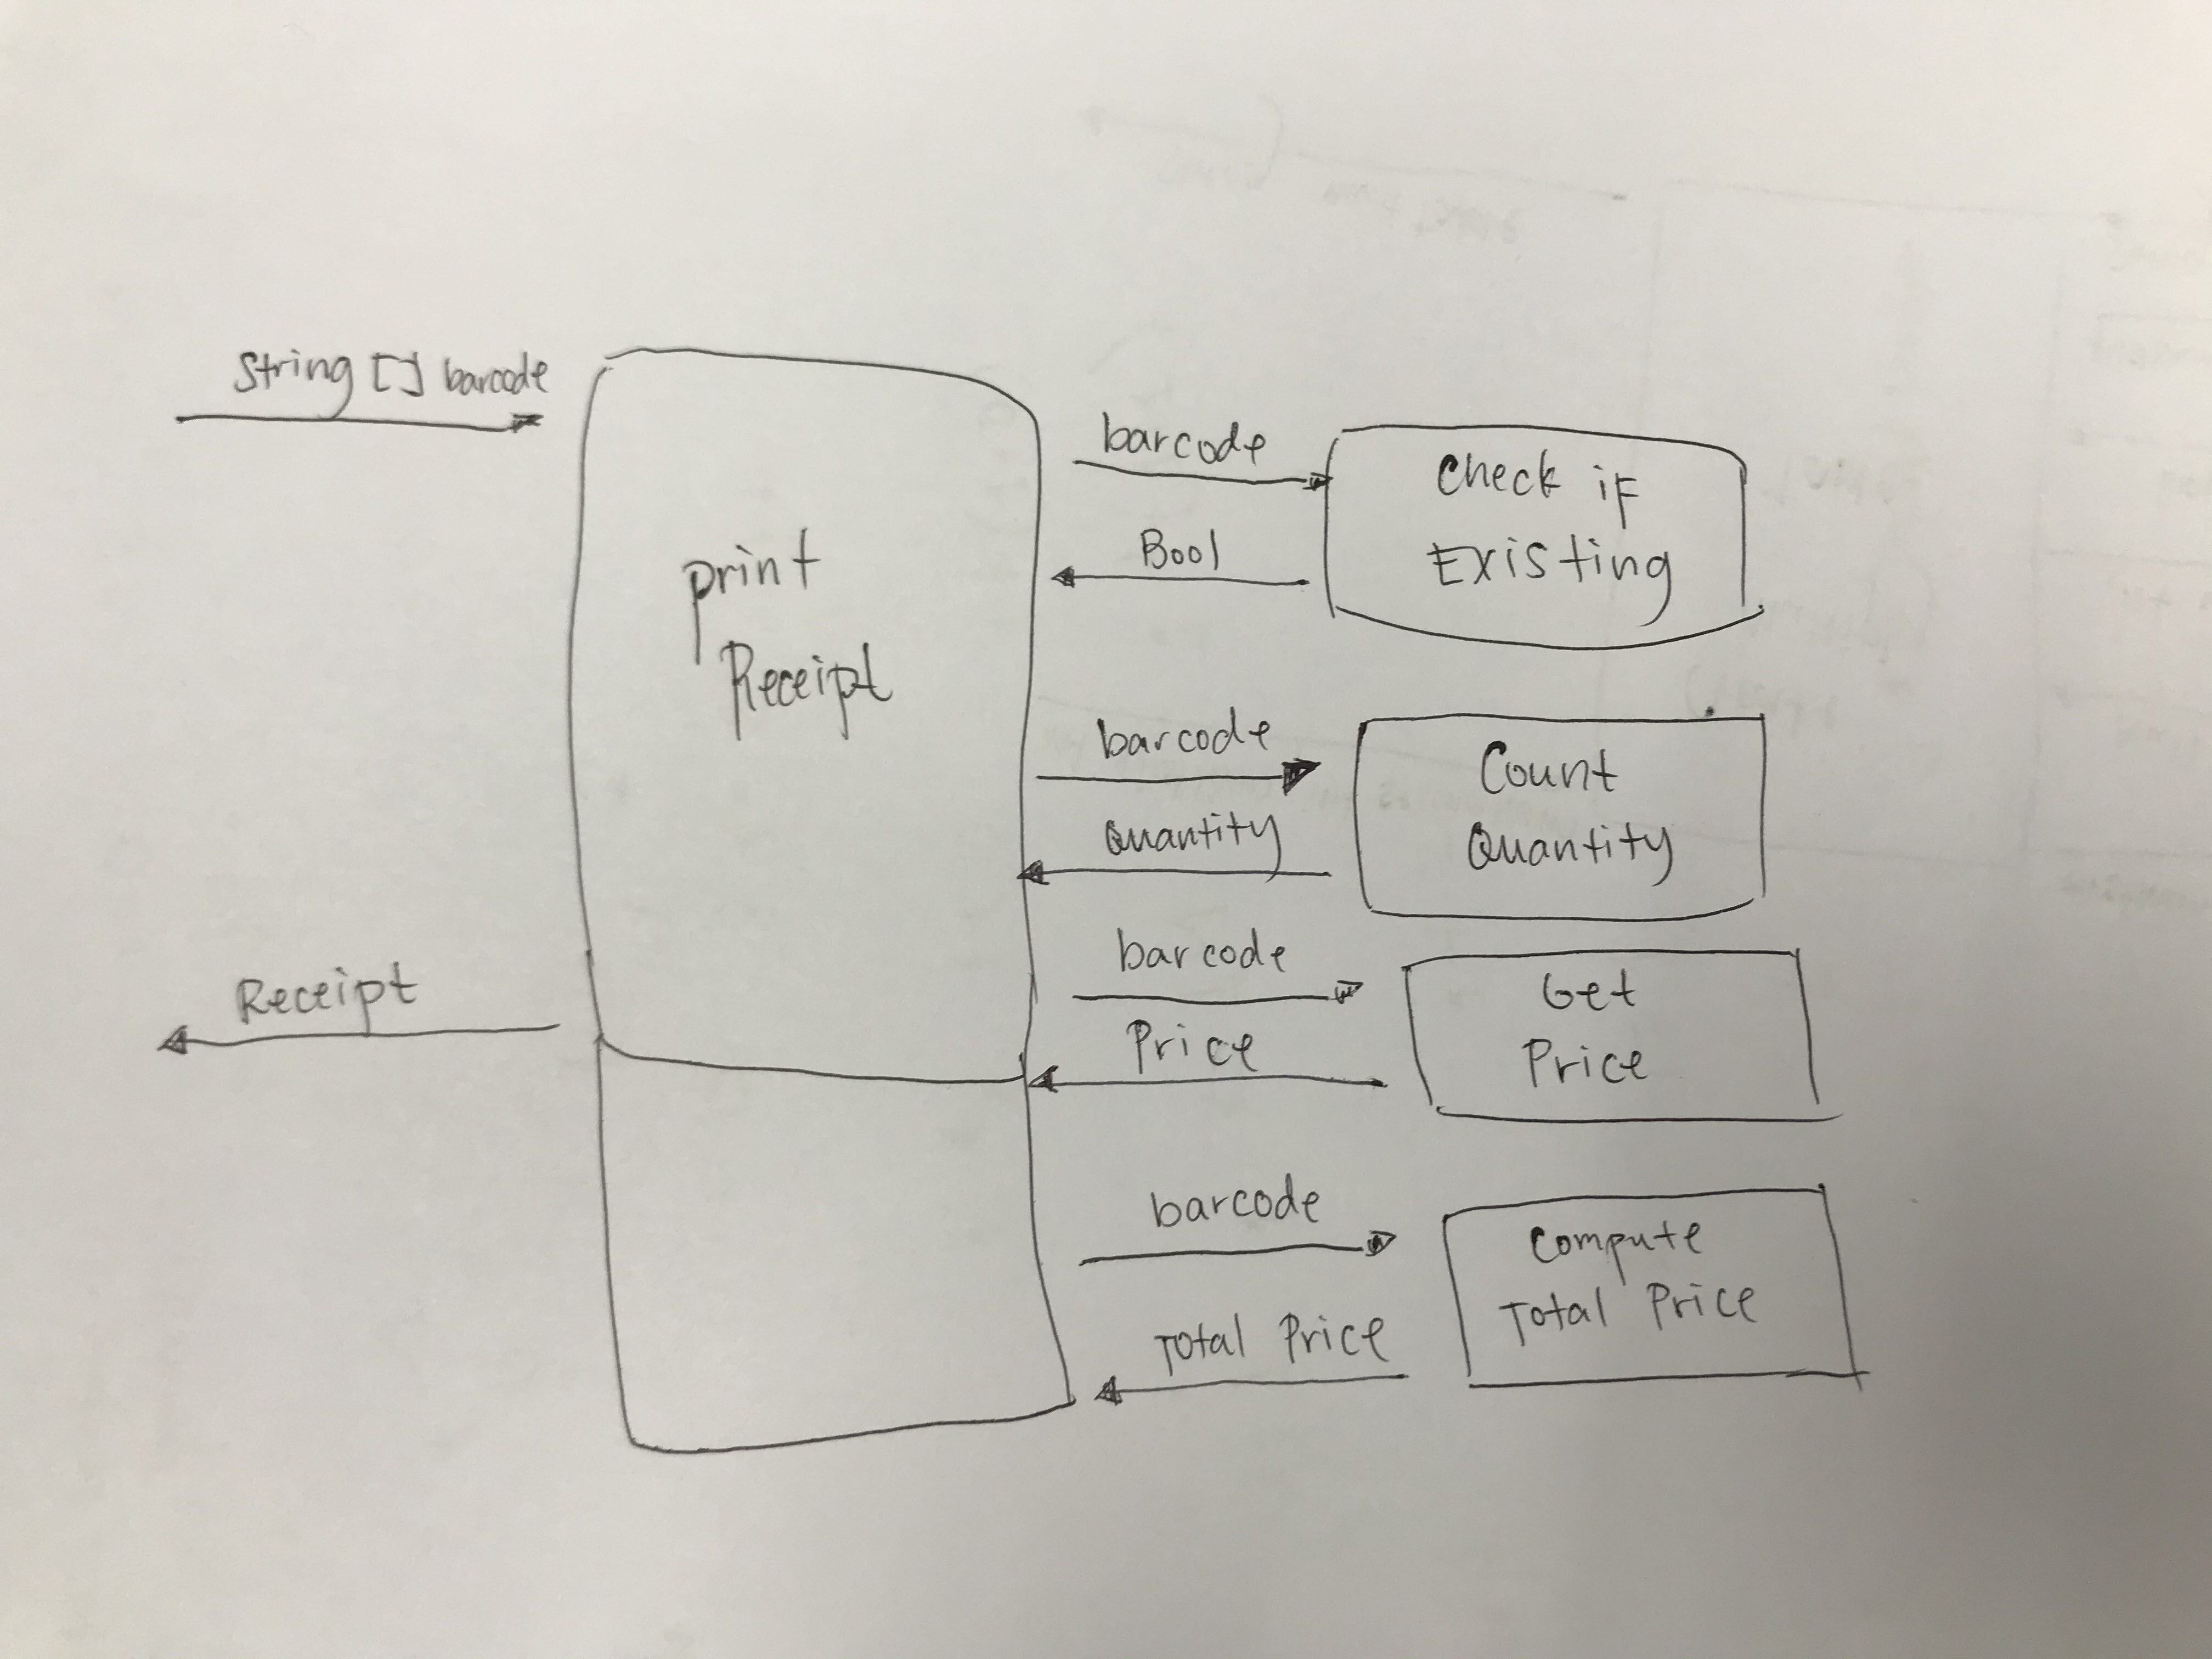 String [] barcode
print
Receipt
Receipt
barcode
Check if
Existing
Bool
barcode
Count
Quantity
Quantity
barcode
Get
Price
Price
barcode
Compute
Total Price
Total Price